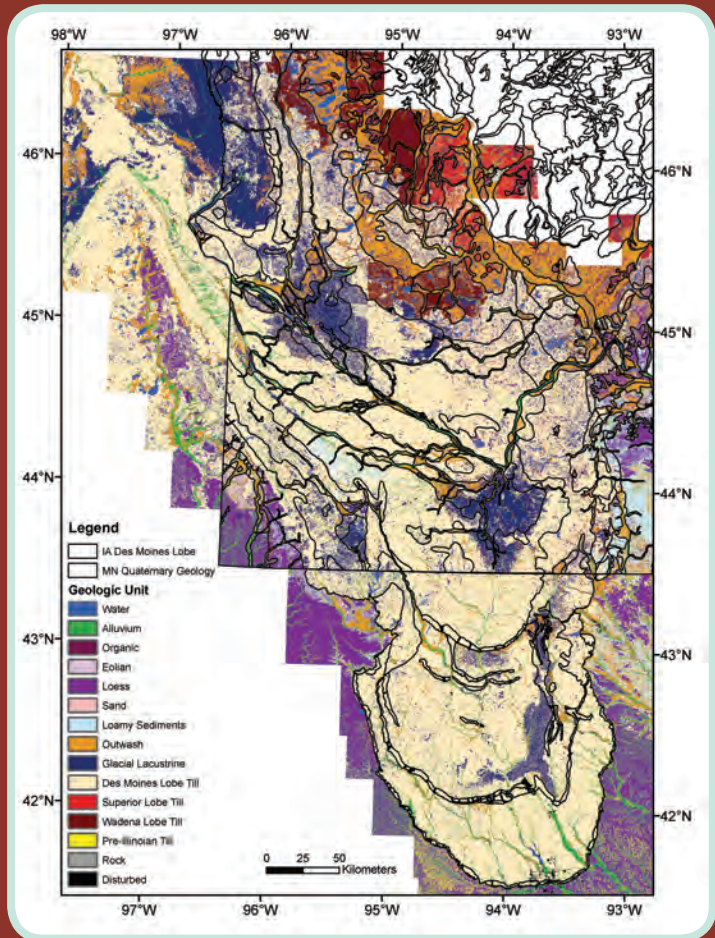 98°W 97°W 96°W 95°W 94°W 93°W
46°N 46°N
45°N 45°N
44°N 44°N
43°N 43°N
42°N 42°N
Legend
IA Des Moines Lobe
MN Quaternary Geology
Geologic Unit
Water
Alluvium
Organic
Eolian
Loess
Sand
Loamy Sediments
Outwash
Glacial Lacustrine
Des Moines Lobe Till
Superior Lobe Till
Wadena Lobe Till
Pre-Illinoian Till
Rock
Disturbed
0 25 50
Kilometers
97°W 96°W 95°W 94°W 93°W